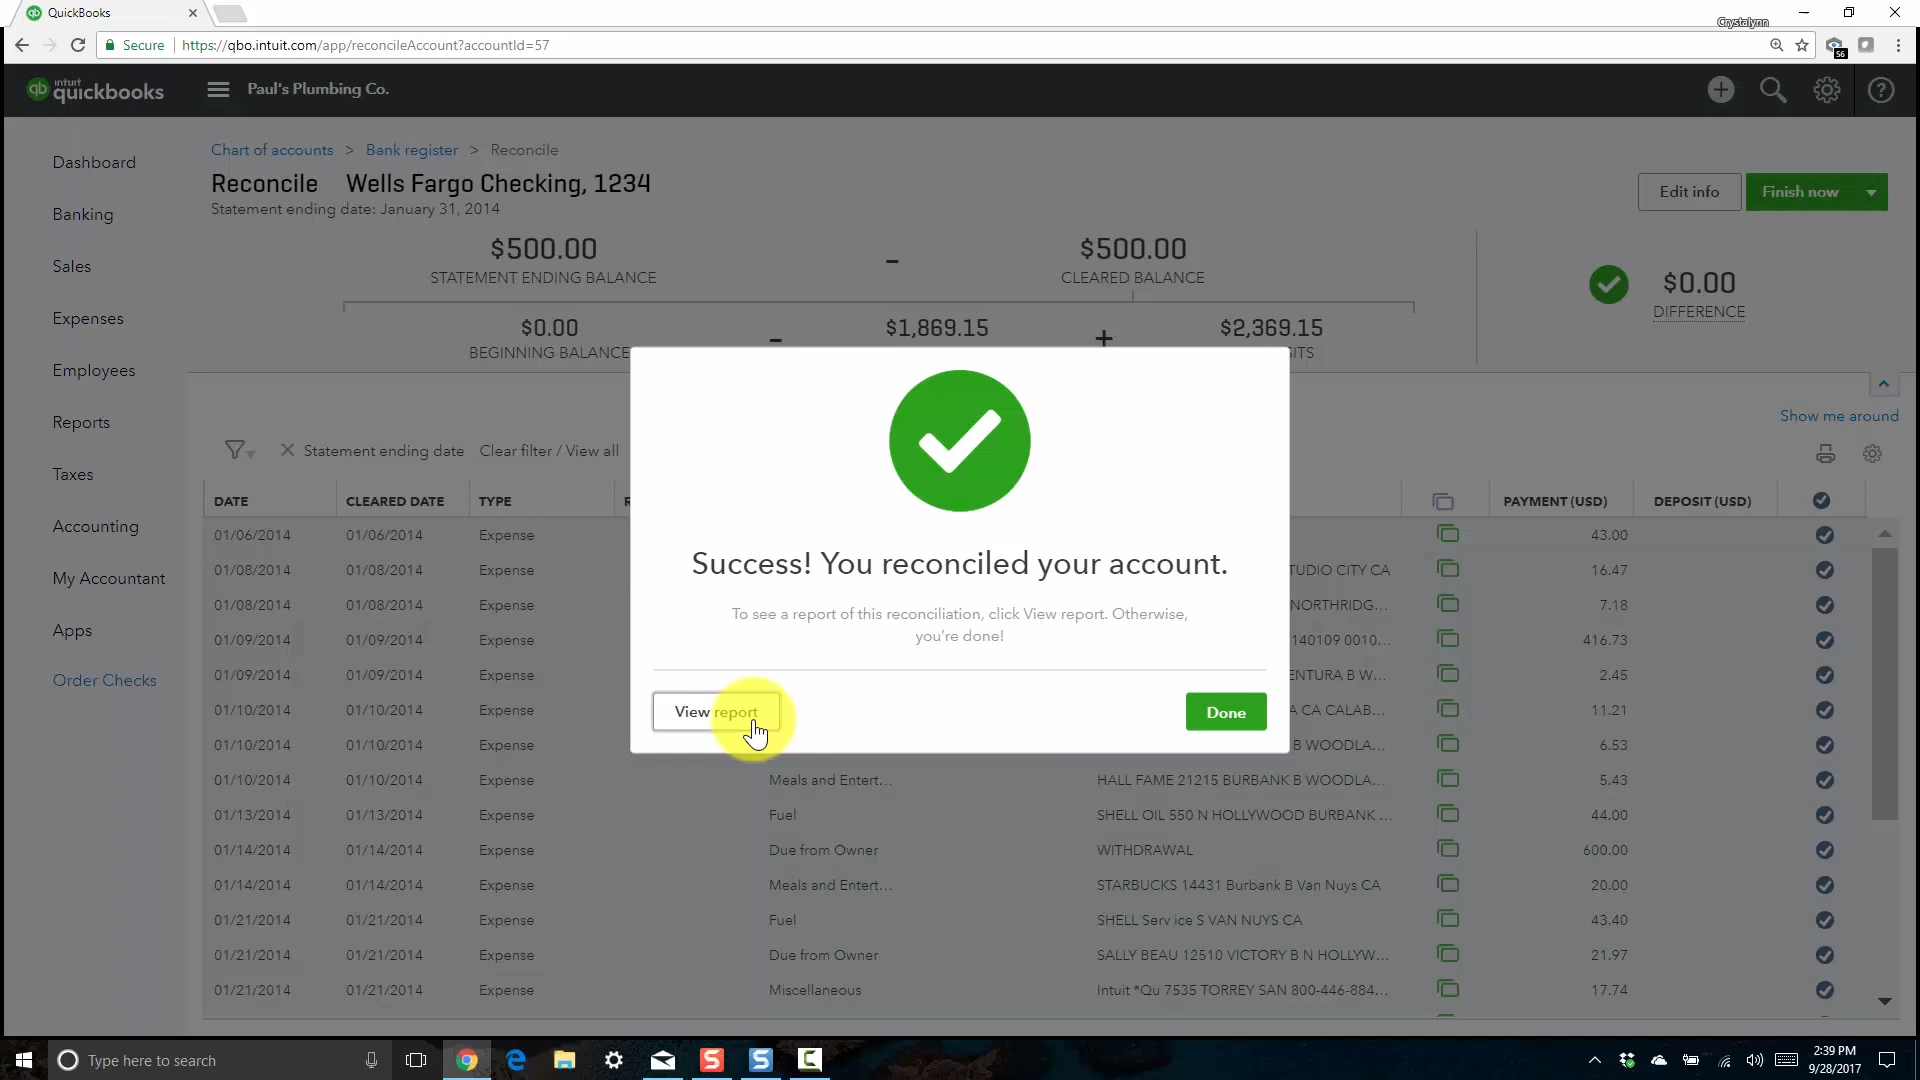 QuickBooks
Crystalynn
Secure https://qbo.intuit.com/app/reconcileAccount?accountId=57
56
qb intuit quickbooks
Paul's Plumbing Co.
Dashboard
Banking
Sales
Expenses
Employees
Reports
Taxes
Accounting
My Accountant
Apps
Order Checks
Chart of accounts > Bank register > Reconcile
Reconcile Wells Fargo Checking, 1234
Statement ending date: January 31, 2014
Edit info
Finish now
$500.00
STATEMENT ENDING BALANCE
-
$500.00
CLEARED BALANCE
$0.00
DIFFERENCE
$0.00
BEGINNING BALANCE
-
$1,869.15
+
$2,369.15
ITS
Show me around
Statement ending date Clear filter / View all
DATE CLEARED DATE TYPE R PAYMENT (USD) DEPOSIT (USD)
01/06/2014 01/06/2014 Expense 43.00
01/08/2014 01/08/2014 Expense TUDIO CITY CA 16.47
01/08/2014 01/08/2014 Expense NORTHRIDG... 7.18
01/09/2014 01/09/2014 Expense 140109 0010... 416.73
01/09/2014 01/09/2014 Expense ENTURA B W... 2.45
01/10/2014 01/10/2014 Expense A CA CALAB... 11.21
01/10/2014 01/10/2014 Expense B WOODLA... 6.53
01/10/2014 01/10/2014 Expense Meals and Entert... HALL FAME 21215 BURBANK B WOODLA... 5.43
01/13/2014 01/13/2014 Expense Fuel SHELL OIL 550 N HOLLYWOOD BURBANK ... 44.00
01/14/2014 01/14/2014 Expense Due from Owner WITHDRAWAL 600.00
01/14/2014 01/14/2014 Expense Meals and Entert... STARBUCKS 14431 Burbank B Van Nuys CA 20.00
01/21/2014 01/21/2014 Expense Fuel SHELL Serv ice S VAN NUYS CA 43.40
01/21/2014 01/21/2014 Expense Due from Owner SALLY BEAU 12510 VICTORY B N HOLLYW... 21.97
01/21/2014 01/21/2014 Expense Miscellaneous Intuit *Qu 7535 TORREY SAN 800-446-884... 17.74
Success! You reconciled your account.
To see a report of this reconciliation, click View report. Otherwise,
you're done!
View report
Done
Type here to search
2:39 PM
9/28/2017